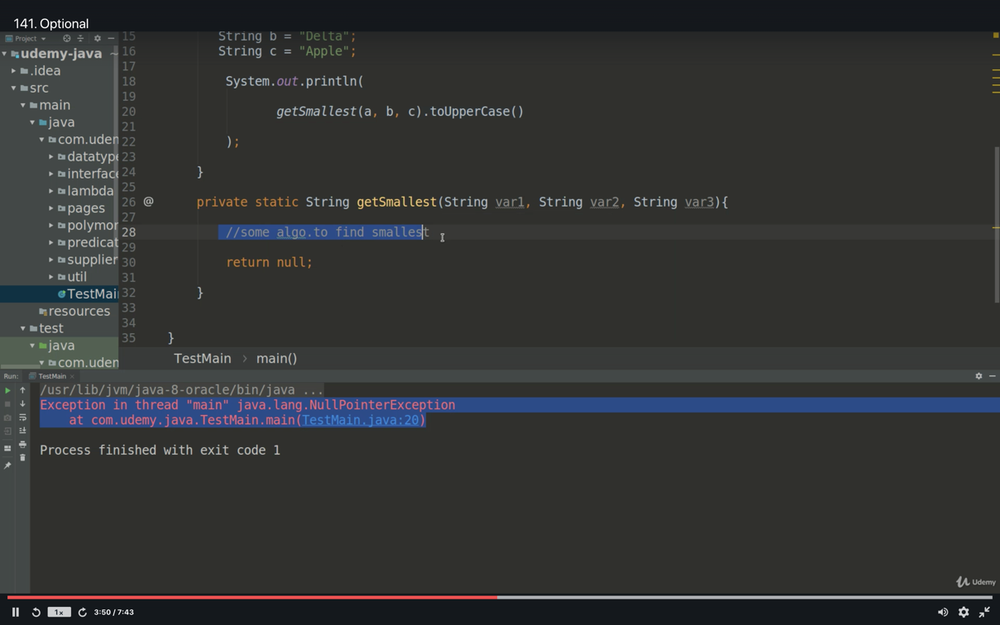 141. Optional
Project
udemy-java
.idea
src
main
java
com.uden
datatype
interface
lambda
pages
polymor
predicat
supplier
util
TestMai
resources
test
java
com.uden
15 String b = "Delta";
16 String c = "Apple";
17
18 System.out.println(
19
20 getSmallest(a, b, c).toUpperCase()
21
22 );
23
24 }
25
26 @ private static String getSmallest(String var1, String var2, String var3){
27
28 //some algo.to find smallest
29
30 return null;
31
32 }
33
34
35 }
TestMain > main()
Run: TestMain
/usr/lib/jvm/java-8-oracle/bin/java ...
Exception in thread "main" java.lang.NullPointerException
at com.udemy.java.TestMain.main(TestMain.java:20)
Process finished with exit code 1
Udemy
1x 3:50 / 7:43